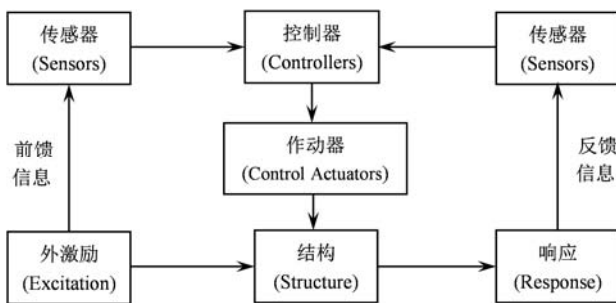 传感器
(Sensors)
控制器
(Controllers)
传感器
(Sensors)
前馈
信息
作动器
(Control Actuators)
反馈
信息
外激励
(Excitation)
结构
(Structure)
响应
(Response)